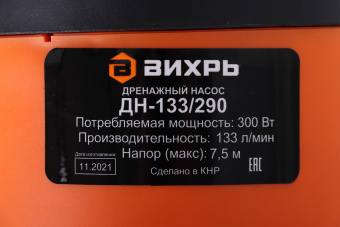 ВИХРЬ
ДРЕНАЖНЫЙ НАСОС
ДН-133/290
Потребляемая мощность: 300 Вт
Производительность: 133 л/мин
Напор (макс): 7,5 м
Дата изготовления
11.2021
Сделано в КНР
ЕАС